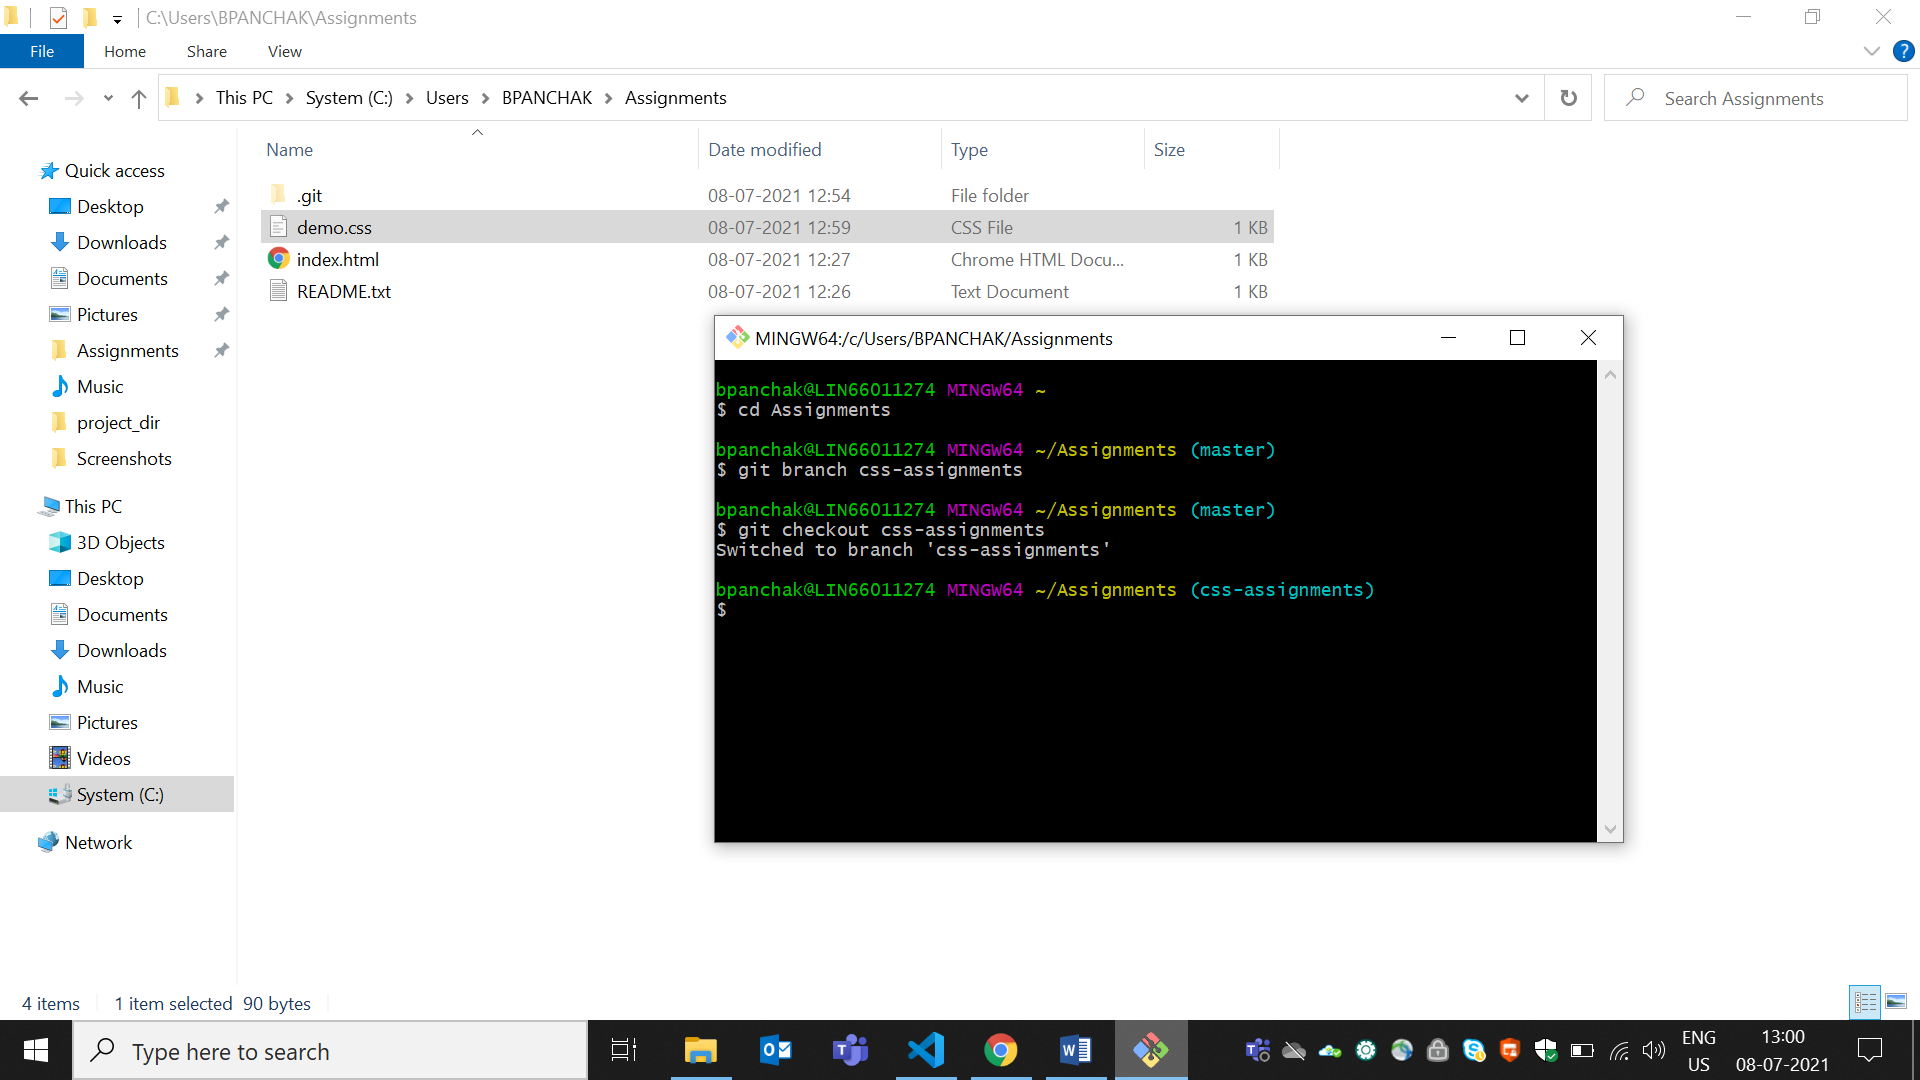 C:\Users\BPANCHAK\Assignments
File Home Share View
?
This PC System (C:) Users BPANCHAK Assignments
Search Assignments
Name Date modified Type Size
.git 08-07-2021 12:54 File folder
demo.css 08-07-2021 12:59 CSS File 1 KB
index.html 08-07-2021 12:27 Chrome HTML Docu... 1 KB
README.txt 08-07-2021 12:26 Text Document 1 KB
Quick access
Desktop
Downloads
Documents
Pictures
Assignments
Music
project_dir
Screenshots
This PC
3D Objects
Desktop
Documents
Downloads
Music
Pictures
Videos
System (C:)
Network
MINGW64:/c/Users/BPANCHAK/Assignments
bpanchak@LIN66011274 MINGW64 ~
$ cd Assignments
bpanchak@LIN66011274 MINGW64 ~/Assignments (master)
$ git branch css-assignments
bpanchak@LIN66011274 MINGW64 ~/Assignments (master)
$ git checkout css-assignments
Switched to branch 'css-assignments'
bpanchak@LIN66011274 MINGW64 ~/Assignments (css-assignments)
$
4 items 1 item selected 90 bytes
Type here to search
ENG
US
13:00
08-07-2021